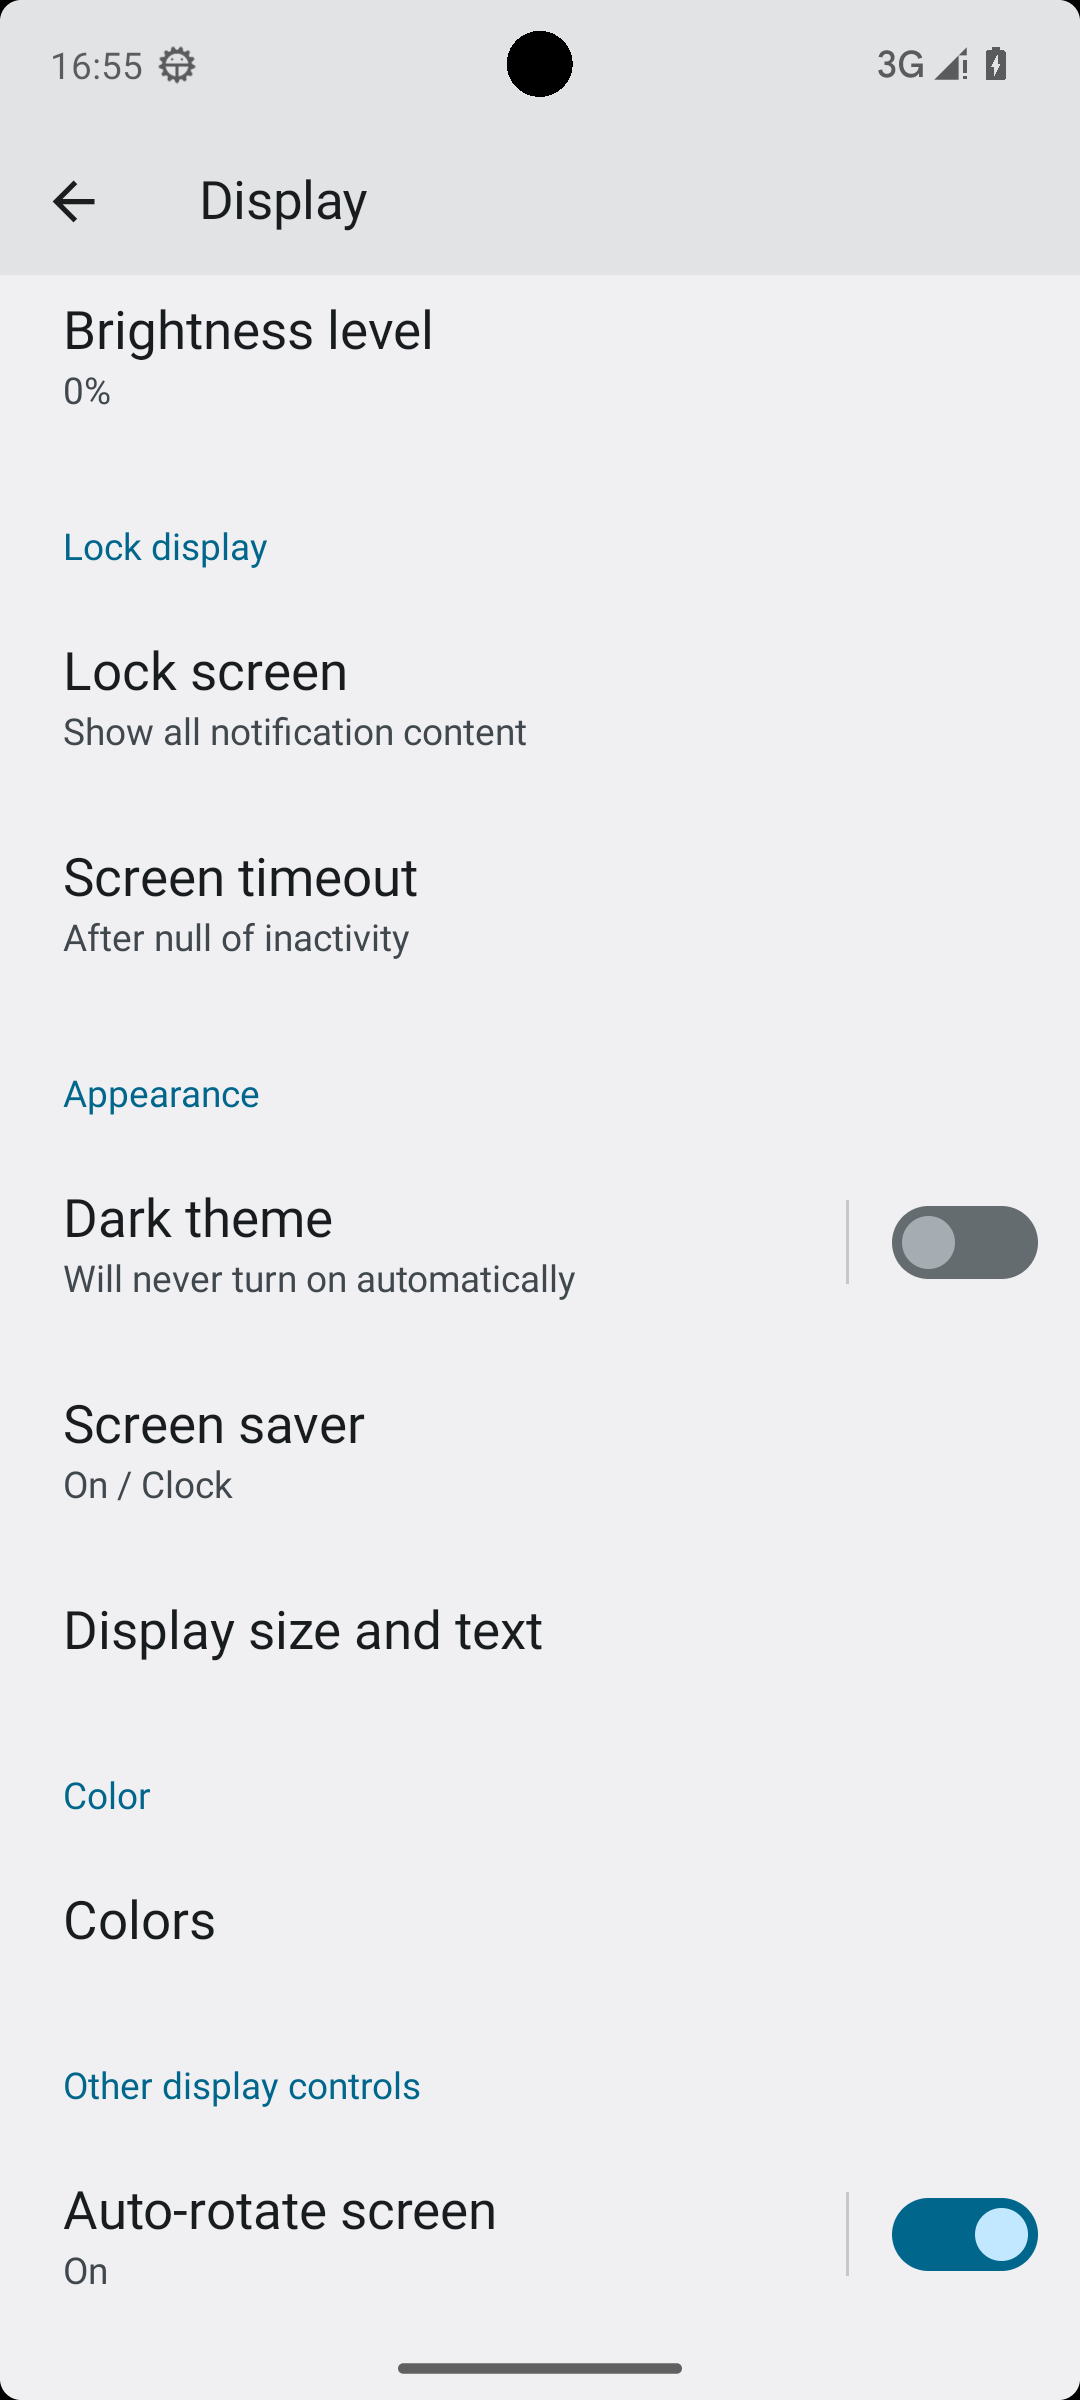 16:55
3G
Display
Brightness level
0%
Lock display
Lock screen
Show all notification content
Screen timeout
After null of inactivity
Appearance
Dark theme
Will never turn on automatically
Screen saver
On / Clock
Display size and text
Color
Colors
Other display controls
Auto-rotate screen
On